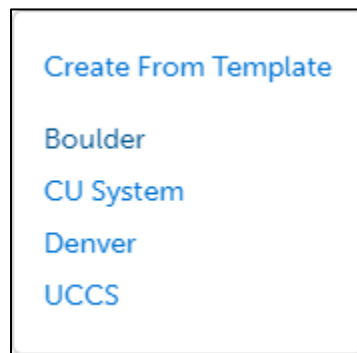 Create From Template
Boulder
CU System
Denver
UCCS